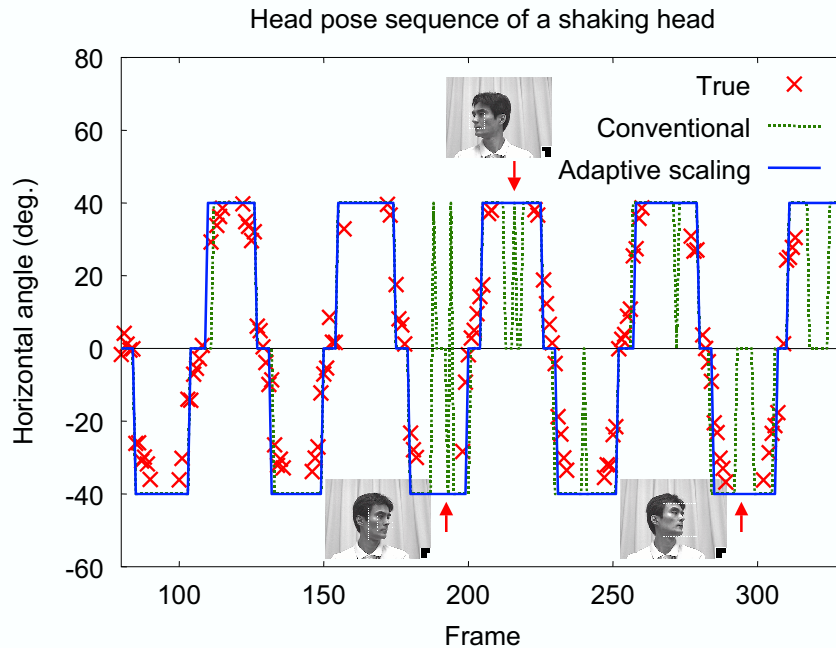 Head pose sequence of a shaking head
80
60
40
20
0
-20
-40
-60
100
150
200
250
300
Horizontal angle (deg.)
Frame
True
Conventional
Adaptive scaling